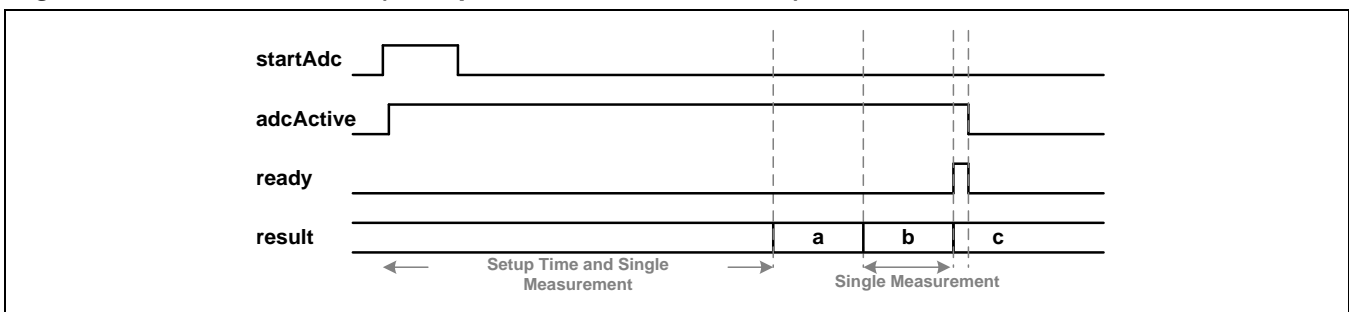 startAdc
adcActive
ready
result
a
b
c
Setup Time and Single
Measurement
Single Measurement